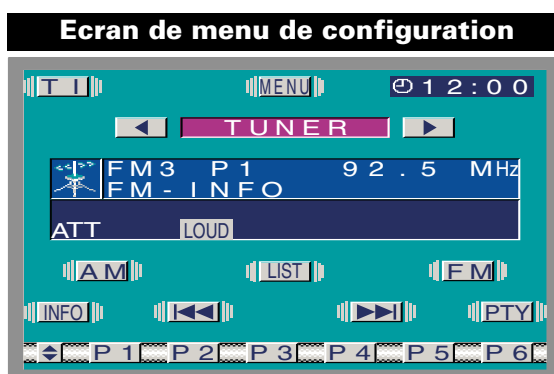 Ecran de menu de configuration
TI MENU 12:00
TUNER
FM3 P1 92.5 MHz
FM-INFO
ATT LOUD
AM LIST FM
INFO PTY
P1 P2 P3 P4 P5 P6